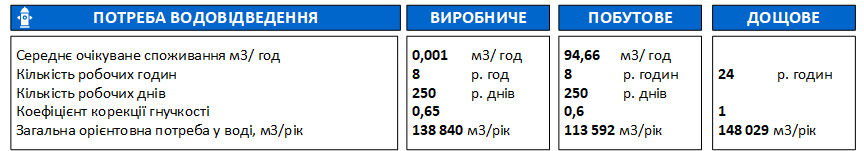 ПОТРЕБА ВОДОВІДВЕДЕННЯ ВИРОБНИЧЕ ПОБУТОВЕ ДОЩОВЕ
Середнє очікуване споживання м3/ год 0,001 м3/ год 94,66 м3/ год
Кількість робочих годин 8 р. год 8 р. годин 24 р. годин
Кількість робочих днів 250 р. днів 250 р. днів
Коефіцієнт корекції гнучкості 0,65 0,6 1
Загальна орієнтовна потреба у воді, м3/рік 138 840 м3/рік 113 592 м3/рік 148 029 м3/рік